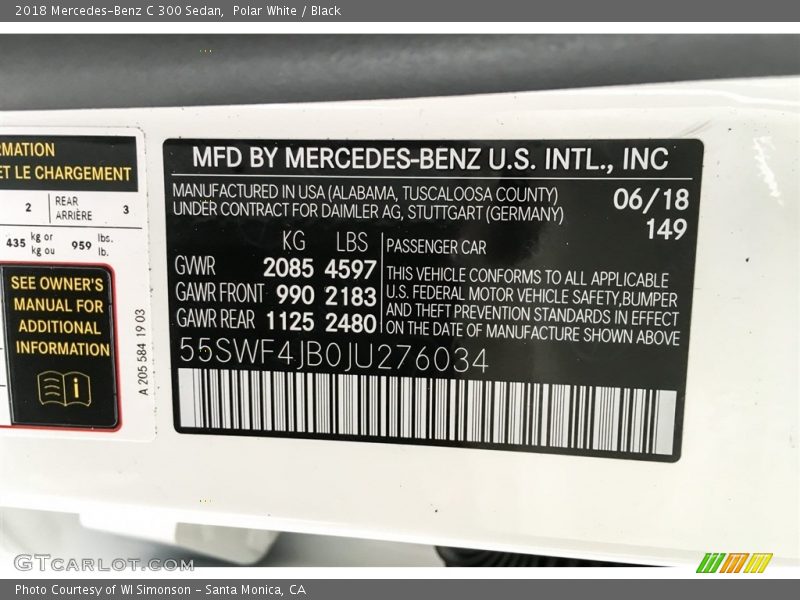 2018 Mercedes-Benz C 300 Sedan,  Polar White / Black
RMATION
ET LE CHARGEMENT
2
REAR
ARRIÈRE
3
435 kg or
kg ou
959 lbs.
lb.
SEE OWNER'S
MANUAL FOR
ADDITIONAL
INFORMATION
A 205 584 19 03
MFD BY MERCEDES-BENZ U.S. INTL., INC
MANUFACTURED IN USA (ALABAMA, TUSCALOOSA COUNTY)
UNDER CONTRACT FOR DAIMLER AG, STUTTGART (GERMANY)
06/18
149
KG LBS
GWR 2085 4597
GAWR FRONT 990 2183
GAWR REAR 1125 2480
PASSENGER CAR
THIS VEHICLE CONFORMS TO ALL APPLICABLE
U.S. FEDERAL MOTOR VEHICLE SAFETY,BUMPER
AND THEFT PREVENTION STANDARDS IN EFFECT
ON THE DATE OF MANUFACTURE SHOWN ABOVE
55SWF4JB0JU276034
GTCARLOT.COM
Photo Courtesy of WI Simonson - Santa Monica, CA